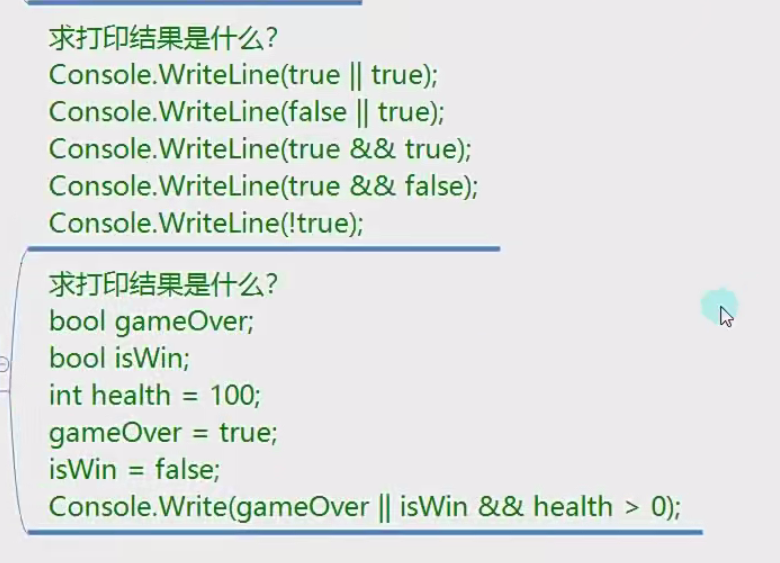 求打印结果是什么?
Console.WriteLine(true || true);
Console.WriteLine(false || true);
Console.WriteLine(true && true);
Console.WriteLine(true && false);
Console.WriteLine(!true);
求打印结果是什么?
bool gameOver;
bool isWin;
int health = 100;
gameOver = true;
isWin = false;
Console.Write(gameOver || isWin && health > 0);